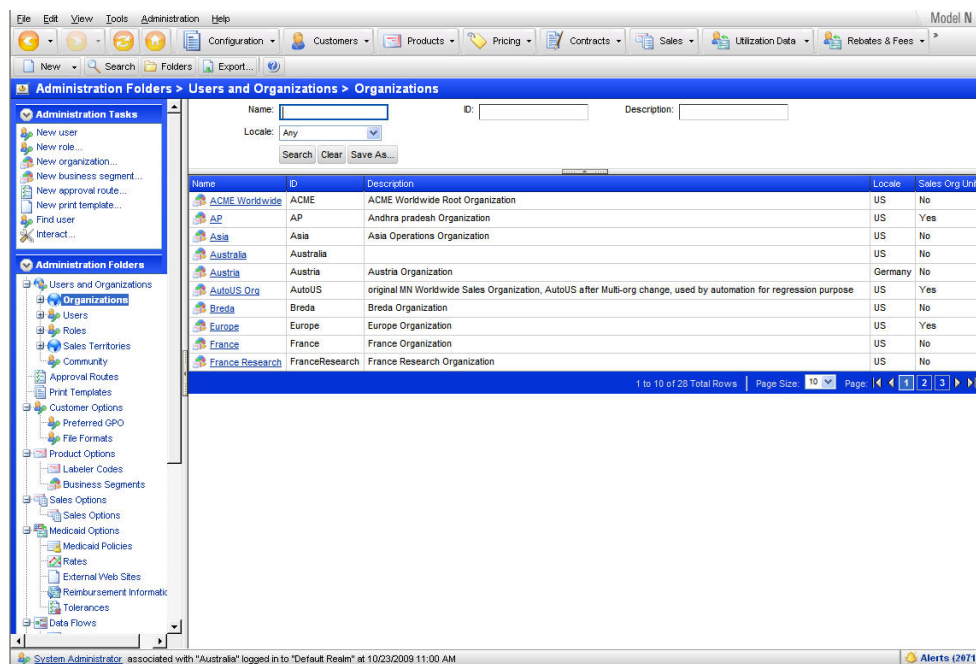 File Edit View Tools Administration Help Model N
Configuration Customers Products Pricing Contracts Sales Utilization Data Rebates & Fees »
New Search Folders Export...
Administration Folders > Users and Organizations > Organizations
Administration Tasks
New user
New role...
New organization...
New business segment...
New approval route...
New print template...
Find user
Interact...
Administration Folders
Users and Organizations
Organizations
Users
Roles
Sales Territories
Community
Approval Routes
Print Templates
Customer Options
Preferred GPO
File Formats
Product Options
Labeler Codes
Business Segments
Sales Options
Sales Options
Medicaid Options
Medicaid Policies
Rates
External Web Sites
Reimbursement Informatic
Tolerances
Data Flows
Name: ID: Description:
Locale: Any
Search Clear Save As...
Name ID Description Locale Sales Org Uni
ACME Worldwide ACME ACME Worldwide Root Organization US No
AP AP Andhra pradesh Organization US Yes
Asia Asia Asia Operations Organization US No
Australia Australia US No
Austria Austria Austria Organization Germany No
AutoUS Org AutoUS original MN Worldwide Sales Organization, AutoUS after Multi-org change, used by automation for regression purpose US Yes
Breda Breda Breda Organization US No
Europe Europe Europe Organization US Yes
France France France Organization US No
France Research FranceResearch France Research Organization US No
1 to 10 of 28 Total Rows Page Size: 10 Page: 1 2 3
System Administrator associated with "Australia" logged in to "Default Realm" at 10/23/2009 11:00 AM Alerts (2071